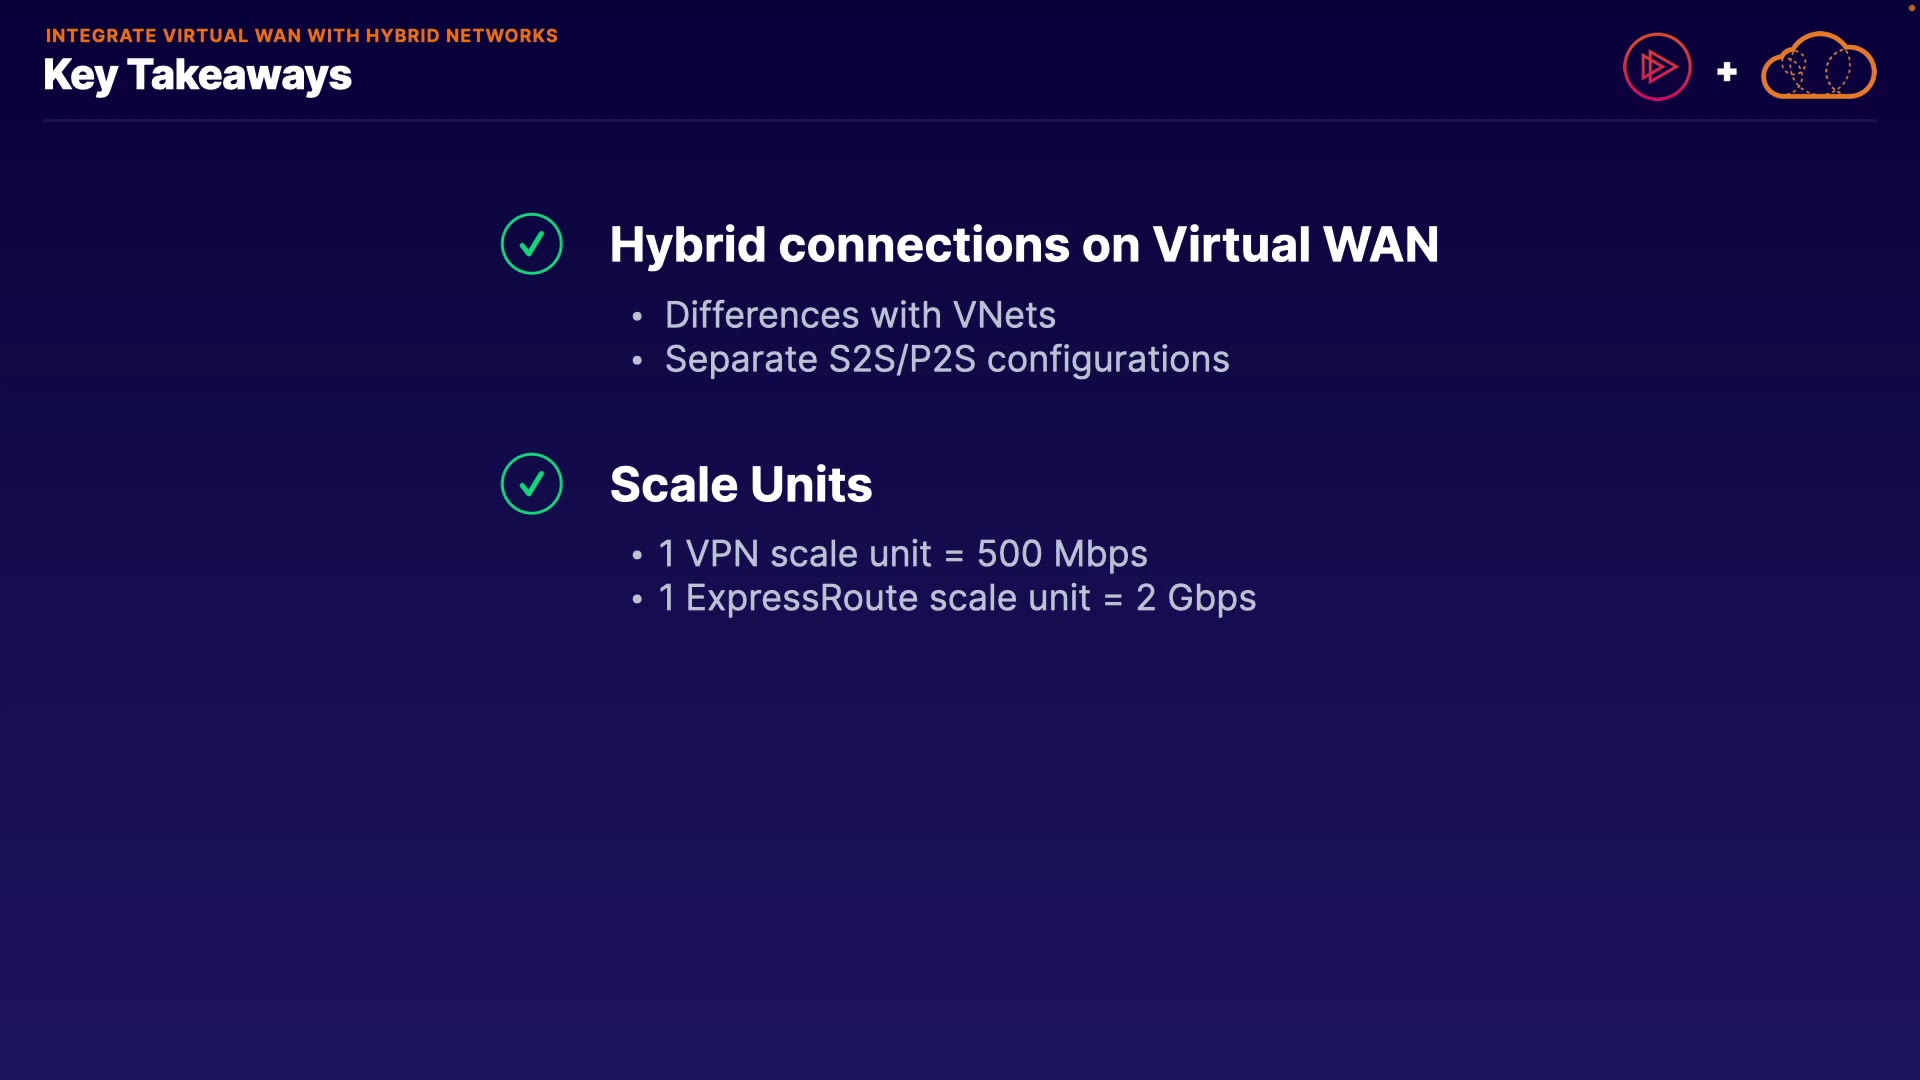 INTEGRATE VIRTUAL WAN WITH HYBRID NETWORKS
Key Takeaways
Hybrid connections on Virtual WAN
• Differences with VNets
• Separate S2S/P2S configurations
Scale Units
• 1 VPN scale unit = 500 Mbps
• 1 ExpressRoute scale unit = 2 Gbps